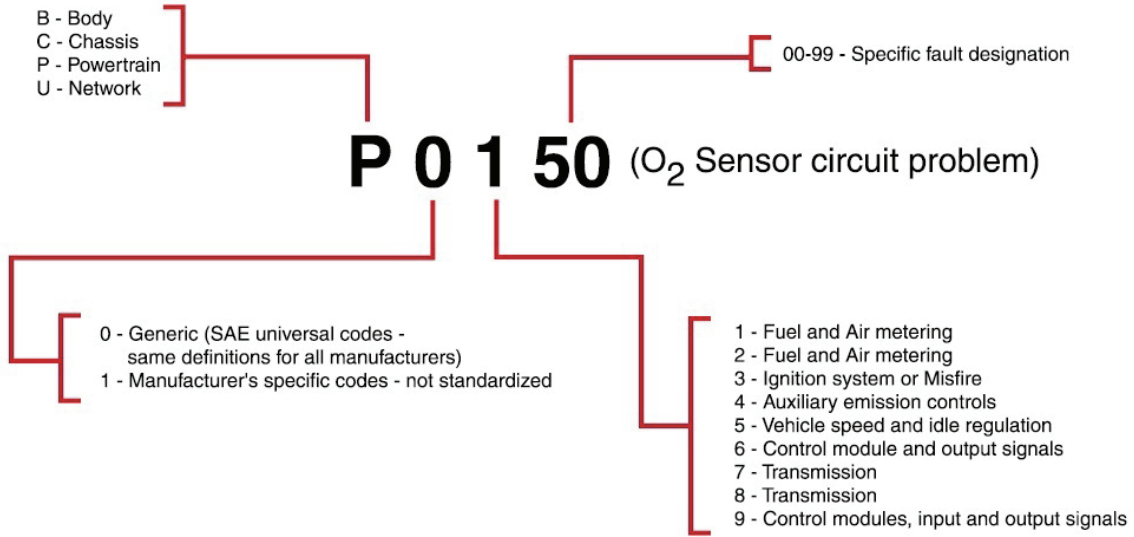 B - Body
C - Chassis
P - Powertrain
U - Network
00-99 - Specific fault designation
P 0 1 50 (O2 Sensor circuit problem)
0 - Generic (SAE universal codes -
same definitions for all manufacturers)
1 - Manufacturer's specific codes - not standardized
1 - Fuel and Air metering
2 - Fuel and Air metering
3 - Ignition system or Misfire
4 - Auxiliary emission controls
5 - Vehicle speed and idle regulation
6 - Control module and output signals
7 - Transmission
8 - Transmission
9 - Control modules, input and output signals